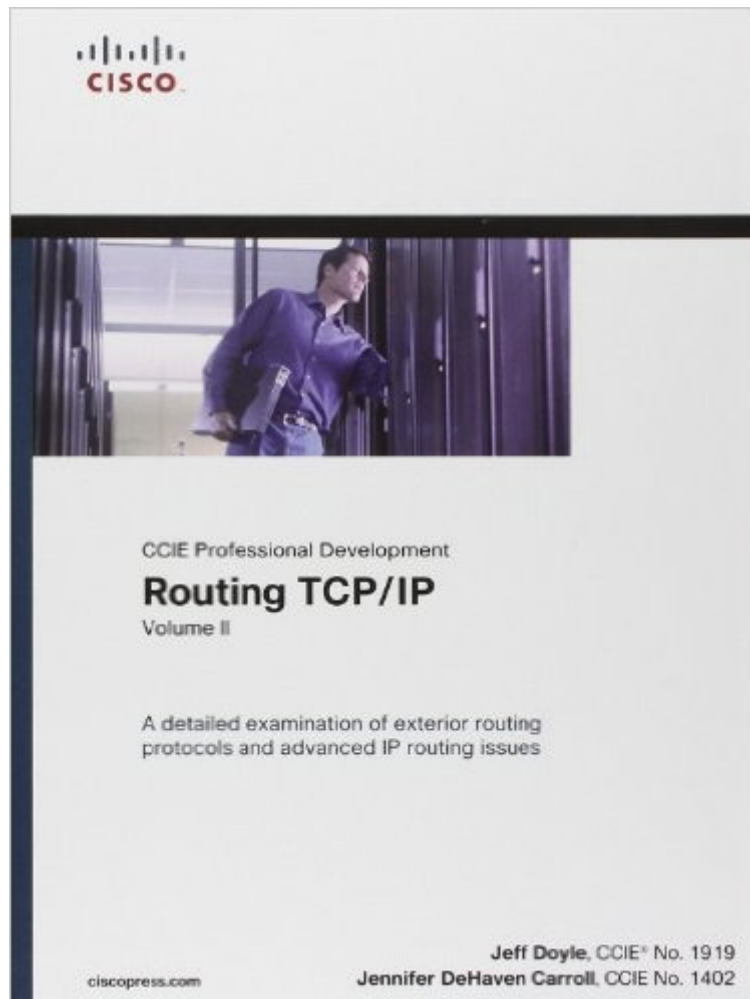 CISCO
CCIE Professional Development
Routing TCP/IP
Volume II
A detailed examination of exterior routing
protocols and advanced IP routing issues
Jeff Doyle, CCIE® No. 1919
ciscopress.com
Jennifer DeHaven Carroll, CCIE No. 1402